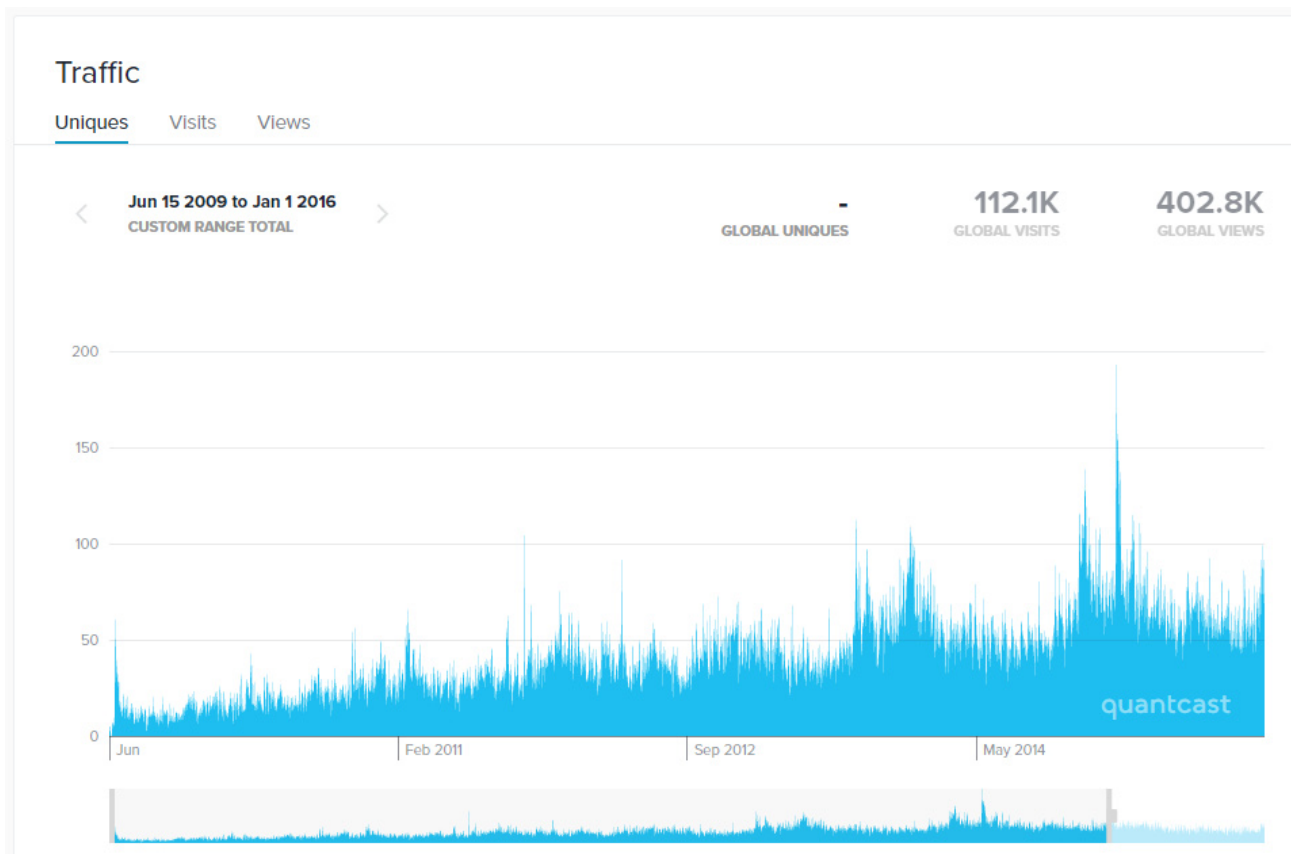 Traffic
Uniques Visits Views
Jun 15 2009 to Jan 1 2016
CUSTOM RANGE TOTAL
-
GLOBAL UNIQUES
112.1K
GLOBAL VISITS
402.8K
GLOBAL VIEWS
200
150
100
50
0
quantcast
Jun Feb 2011 Sep 2012 May 2014